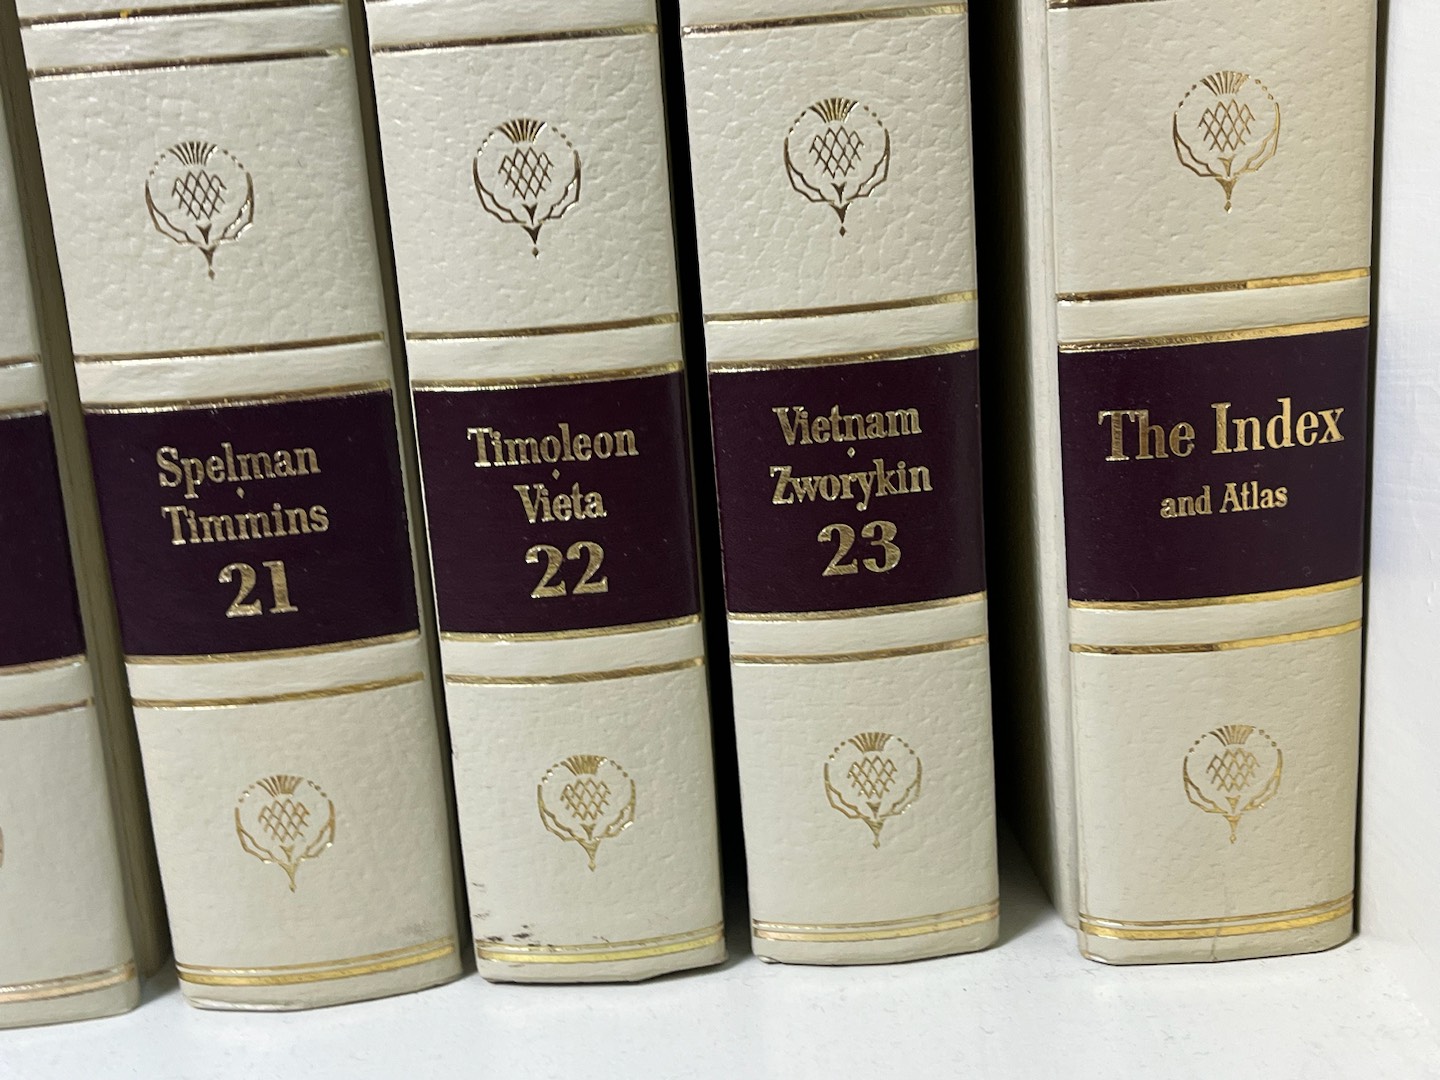 Spelman
Timmins
21
Timoleon
Vieta
22
Vietnam
Zworykin
23
The Index
and Atlas